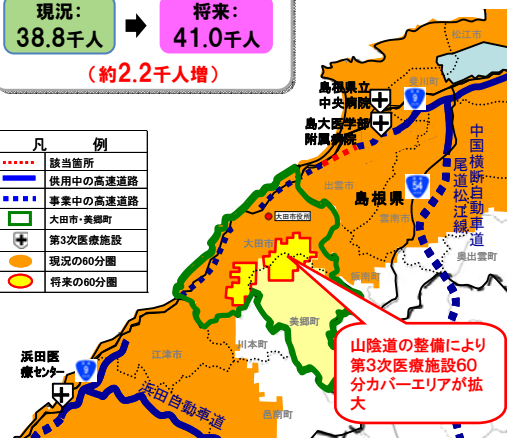 現況:
38.8千人
将来:
41.0千人
(約2.2千人増)
凡 例
該当箇所
供用中の高速道路
事業中の高速道路
大田市・美郷町
第3次医療施設
現況の60分圏
将来の60分圏
松江市
斐川町
島根県立
中央病院
9
島大医学部
附属病院
中国横断自動車道
尾道松江線
54
出雲市
島根県
雲南市
大田市役所
大田市
飯南町
奥出雲町
美郷町
川本町
江津市
邑南町
浜田医
療センター
9
浜田自動車道
山陰道の整備により
第3次医療施設60
分カバーエリアが拡
大